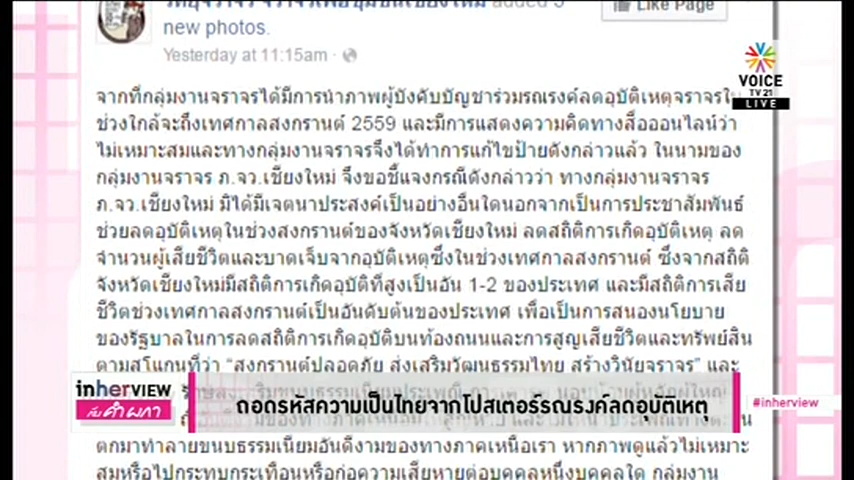 added 5
Like Page
new photos.
Yesterday at 11:15am
VOICE
TV 21
LIVE
จากที่กลุ่มงานจราจรได้มีการนำภาพผู้บังคับบัญชาร่วมรณรงค์ลดอุบัติเหตุจราจรใน
ช่วงใกล้จะถึงเทศกาลสงกรานต์ 2559 และมีการแสดงความคิดทางสื่อออนไลน์ว่า
ไม่เหมาะสมและทางกลุ่มงานจราจรจึงได้ทำการแก้ไขป้ายดังกล่าวแล้ว ในนามของ
กลุ่มงานจราจร ภ.จว.เชียงใหม่ จึงขอชี้แจงกรณีดังกล่าวว่า ทางกลุ่มงานจราจร
ภ.จว.เชียงใหม่ มิได้มีเจตนาประสงค์เป็นอย่างอื่นใดนอกจากเป็นการประชาสัมพันธ์
ช่วยลดอุบัติเหตุในช่วงสงกรานต์ของจังหวัดเชียงใหม่ ลดสถิติการเกิดอุบัติเหตุ ลด
จำนวนผู้เสียชีวิตและบาดเจ็บจากอุบัติเหตุซึ่งในช่วงเทศกาลสงกรานต์ ซึ่งจากสถิติ
จังหวัดเชียงใหม่มีสถิติการเกิดอุบัติที่สูงเป็นอัน 1-2 ของประเทศ และมีสถิติการเสีย
ชีวิตช่วงเทศกาลสงกรานต์เป็นอันดับต้นของประเทศ เพื่อเป็นการสนองนโยบาย
ของรัฐบาลในการลดสถิติการเกิดอุบัติบนท้องถนนและการสูญเสียชีวิตและทรัพย์สิน
ตามสโแกนที่ว่า “สงกรานต์ปลอดภัย ส่งเสริมวัฒนธรรมไทย สร้างวินัยจราจร” และ
inherVIEW
กับคำผกา
ถอดรหัสความเป็นไทยจากโปสเตอร์รณรงค์ลดอุบัติเหตุ
#inherview
ตกมาทำลายขนบธรรมเนียมอันดีงามของทางภาคเหนือเรา หากภาพดูแล้วไม่เหมาะ
สมหรือไปกระทบกระเทือนหรือก่อความเสียหายต่อบุคคลหนึ่งบุคคลใด กลุ่มงาน